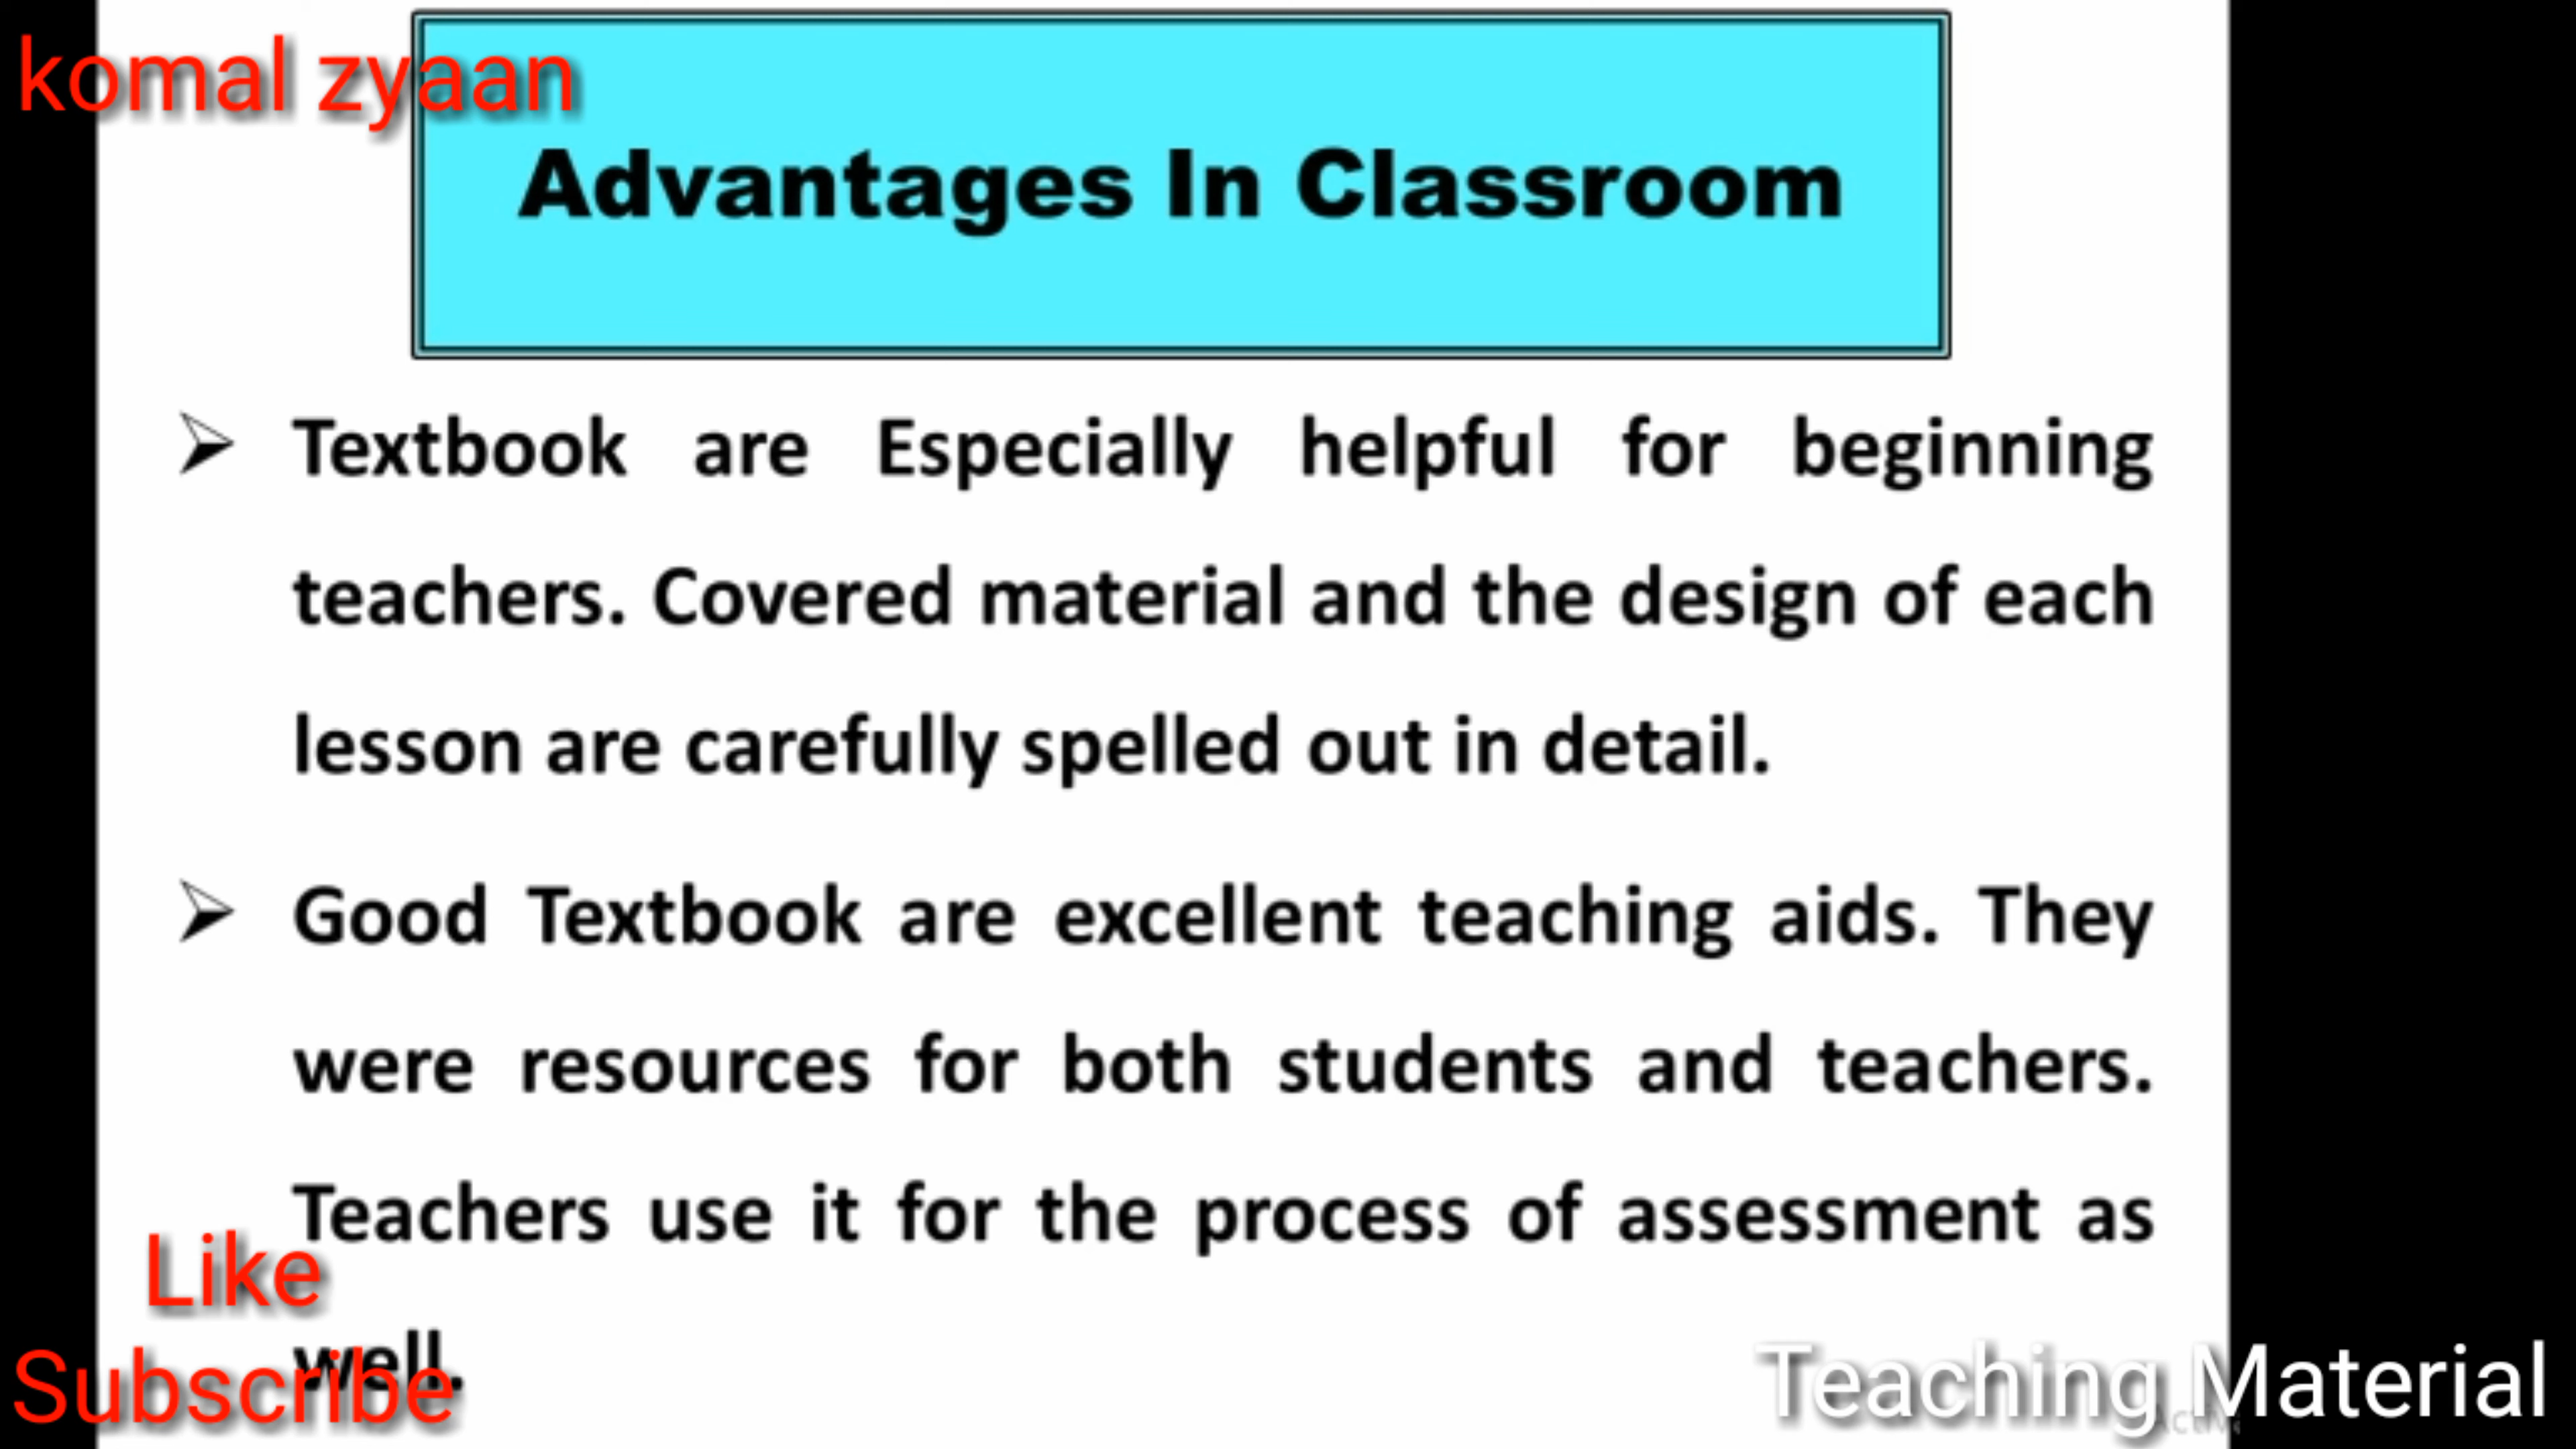 komal zyaan
Advantages In Classroom
Textbook are Especially helpful for beginning
teachers. Covered material and the design of each
lesson are carefully spelled out in detail.
Good Textbook are excellent teaching aids. They
were resources for both students and teachers.
Teachers use it for the process of assessment as
well.
Like
Subscribe
Teaching Material